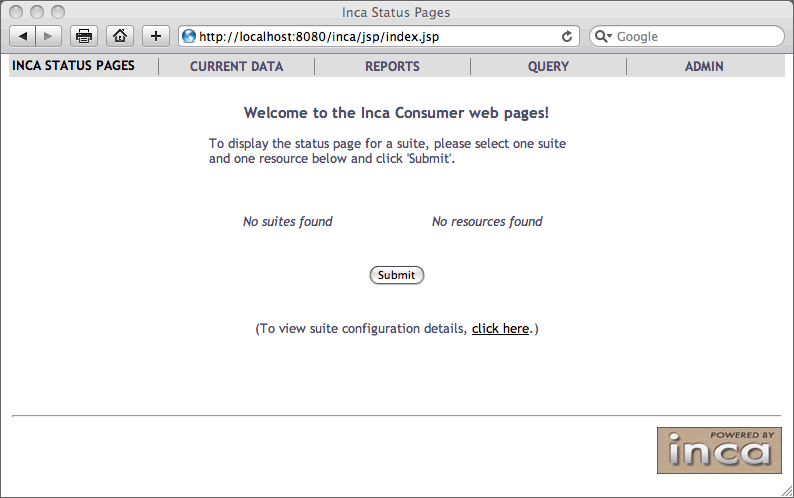 Inca Status Pages
http://localhost:8080/inca/jsp/index.jsp
Google
INCA STATUS PAGES
CURRENT DATA
REPORTS
QUERY
ADMIN
Welcome to the Inca Consumer web pages!
To display the status page for a suite, please select one suite
and one resource below and click 'Submit'.
No suites found
No resources found
Submit
(To view suite configuration details, click here.)
POWERED BY
inca